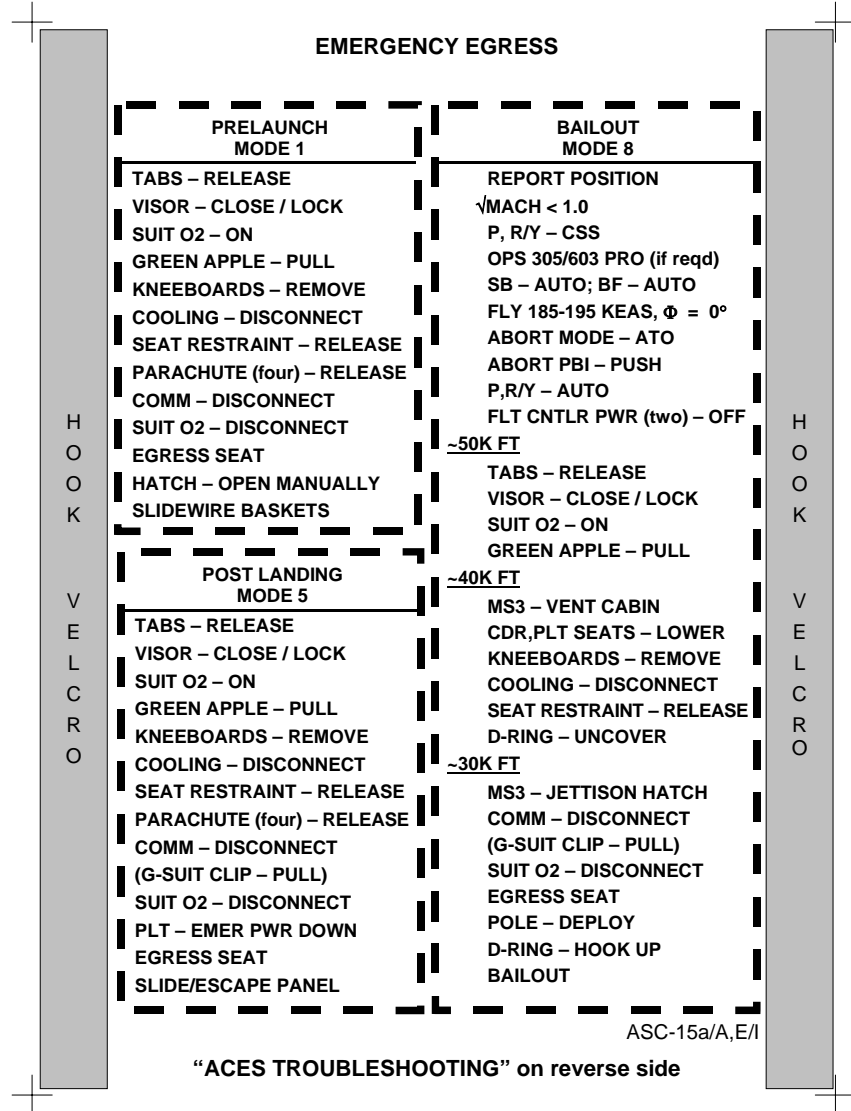 EMERGENCY EGRESS
PRELAUNCH
MODE 1
TABS – RELEASE
VISOR – CLOSE / LOCK
SUIT O2 – ON
GREEN APPLE – PULL
KNEEBOARDS – REMOVE
COOLING – DISCONNECT
SEAT RESTRAINT – RELEASE
PARACHUTE (four) – RELEASE
COMM – DISCONNECT
SUIT O2 – DISCONNECT
EGRESS SEAT
HATCH – OPEN MANUALLY
SLIDEWIRE BASKETS
POST LANDING
MODE 5
TABS – RELEASE
VISOR – CLOSE / LOCK
SUIT O2 – ON
GREEN APPLE – PULL
KNEEBOARDS – REMOVE
COOLING – DISCONNECT
SEAT RESTRAINT – RELEASE
PARACHUTE (four) – RELEASE
COMM – DISCONNECT
(G-SUIT CLIP – PULL)
SUIT O2 – DISCONNECT
PLT – EMER PWR DOWN
EGRESS SEAT
SLIDE/ESCAPE PANEL
BAILOUT
MODE 8
REPORT POSITION
√MACH < 1.0
P, R/Y – CSS
OPS 305/603 PRO (if reqd)
SB – AUTO; BF – AUTO
FLY 185-195 KEAS, Φ = 0°
ABORT MODE – ATO
ABORT PBI – PUSH
P,R/Y – AUTO
FLT CNTLR PWR (two) – OFF
~50K FT
TABS – RELEASE
VISOR – CLOSE / LOCK
SUIT O2 – ON
GREEN APPLE – PULL
~40K FT
MS3 – VENT CABIN
CDR,PLT SEATS – LOWER
KNEEBOARDS – REMOVE
COOLING – DISCONNECT
SEAT RESTRAINT – RELEASE
D-RING – UNCOVER
~30K FT
MS3 – JETTISON HATCH
COMM – DISCONNECT
(G-SUIT CLIP – PULL)
SUIT O2 – DISCONNECT
EGRESS SEAT
POLE – DEPLOY
D-RING – HOOK UP
BAILOUT
HOOK VELCRO
HOOK VELCRO
ASC-15a/A,E/I
“ACES TROUBLESHOOTING” on reverse side